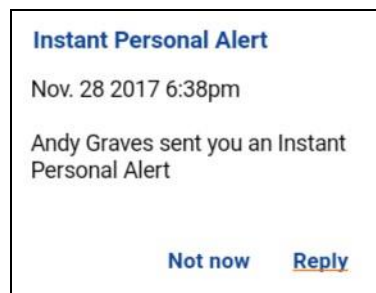 Instant Personal Alert
Nov. 28 2017 6:38pm
Andy Graves sent you an Instant
Personal Alert
Not now Reply